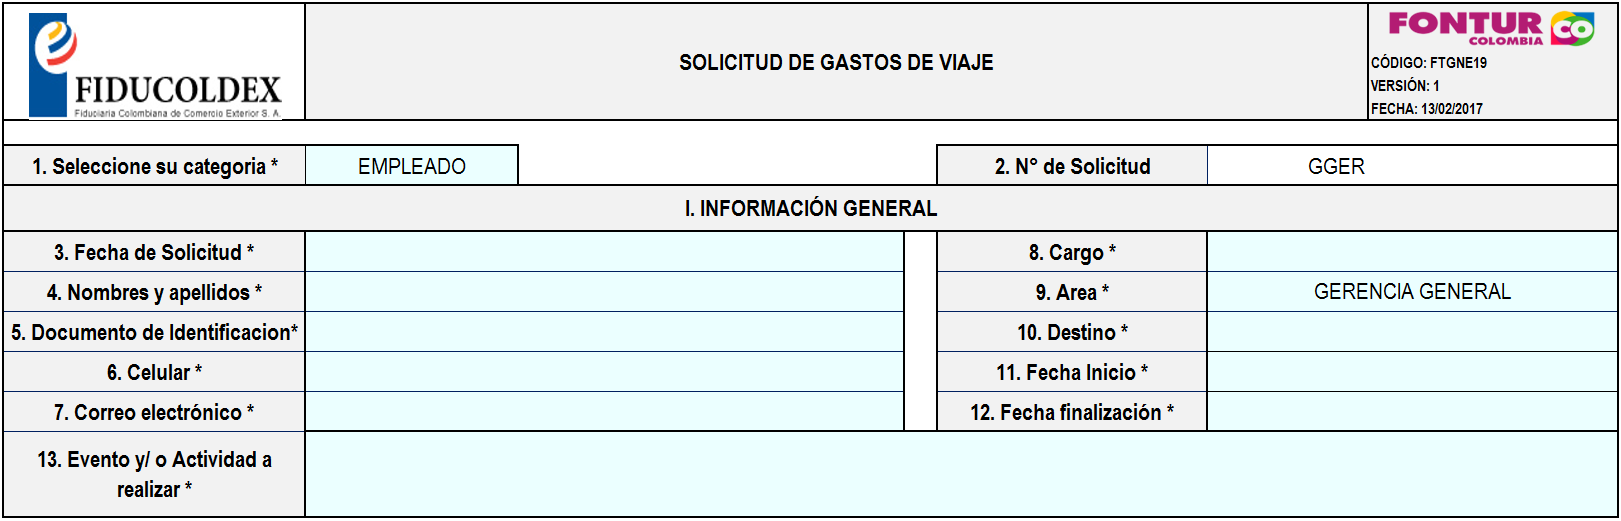 FIDUCOLDEX
Fiduciaria Colombiana de Comercio Exterior S. A.
SOLICITUD DE GASTOS DE VIAJE
FONTUR CO
COLOMBIA
CÓDIGO: FTGNE19
VERSIÓN: 1
FECHA: 13/02/2017
1. Seleccione su categoria * EMPLEADO
2. N° de Solicitud GGER
I. INFORMACIÓN GENERAL
3. Fecha de Solicitud *
8. Cargo *
4. Nombres y apellidos *
9. Area * GERENCIA GENERAL
5. Documento de Identificacion*
10. Destino *
6. Celular *
11. Fecha Inicio *
7. Correo electrónico *
12. Fecha finalización *
13. Evento y/ o Actividad a
realizar *